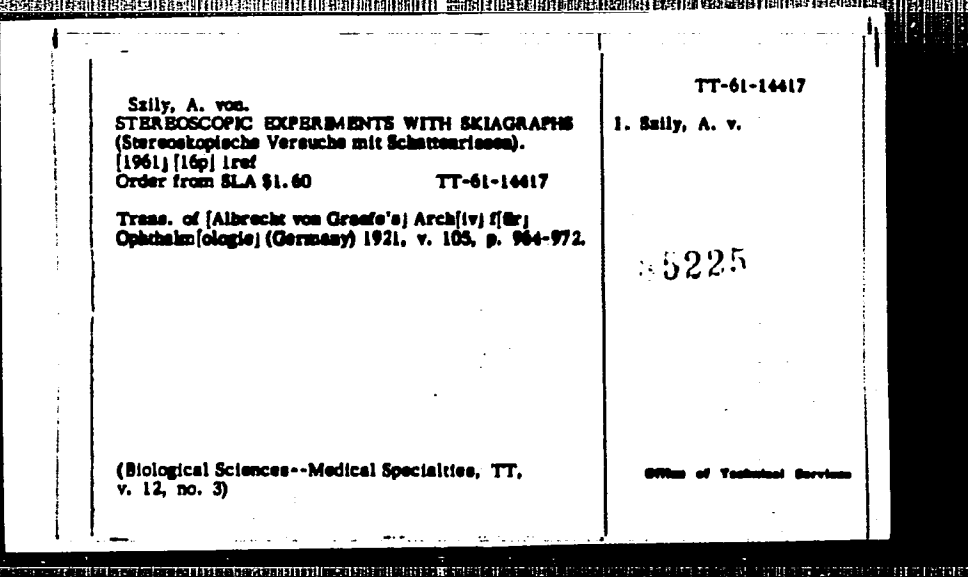 TT-61-14417
Szily, A. von.
STEREOSCOPIC EXPERIMENTS WITH SKIAGRAPHS
(Stereoskopische Versuche mit Schattenrissen).
[1961] [16p] 1ref
Order from SLA $1.60 TT-61-14417
Trans. of [Albrecht von Graefe's] Arch[iv] f[ür]
Ophthalm[ologie] (Germany) 1921, v. 105, p. 964-972.
1. Szily, A. v.
5225
(Biological Sciences--Medical Specialties, TT,
v. 12, no. 3)
Office of Technical Services